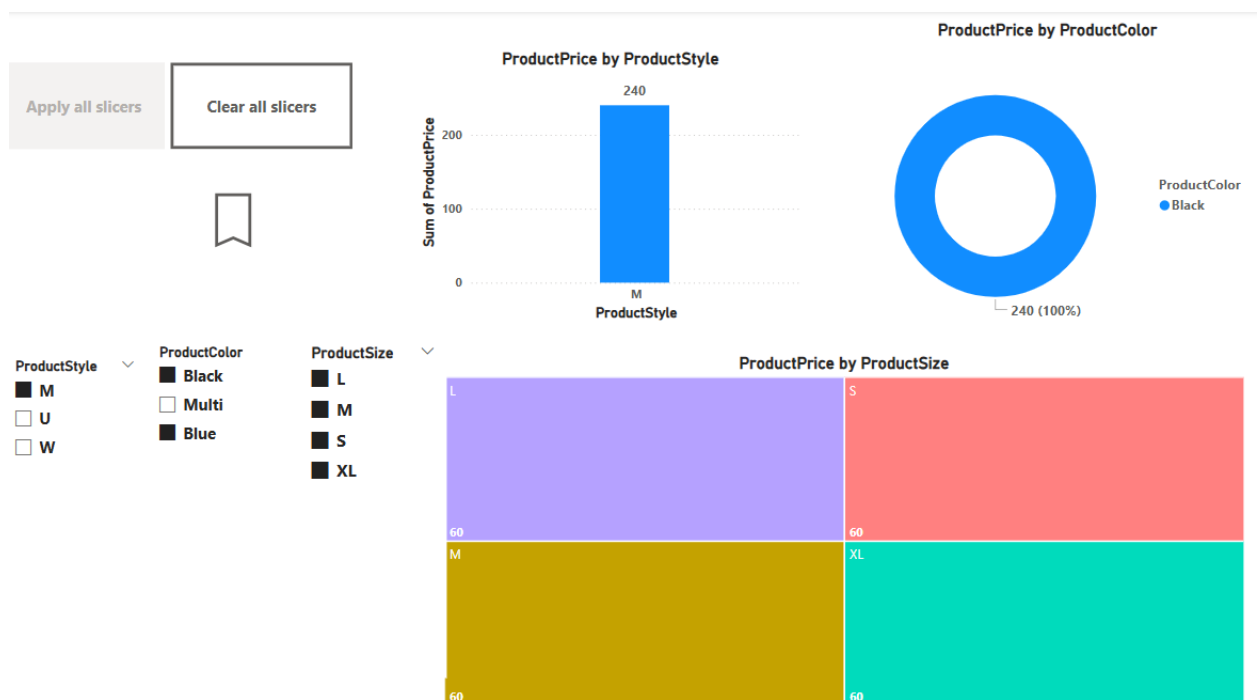 ProductPrice by ProductColor
ProductPrice by ProductStyle
Apply all slicers
Clear all slicers
240
Sum of ProductPrice
200
100
0
M
ProductStyle
ProductColor
Black
240 (100%)
ProductStyle
M
U
W
ProductColor
Black
Multi
Blue
ProductSize
L
M
S
XL
ProductPrice by ProductSize
L
60
S
60
M
60
XL
60